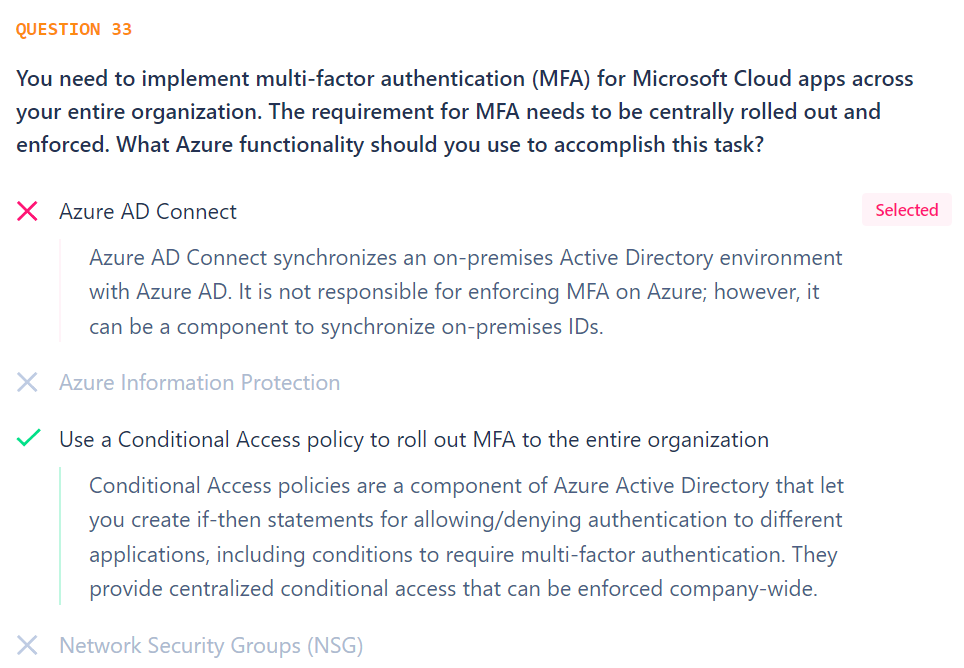 QUESTION 33
You need to implement multi-factor authentication (MFA) for Microsoft Cloud apps across
your entire organization. The requirement for MFA needs to be centrally rolled out and
enforced. What Azure functionality should you use to accomplish this task?
Azure AD Connect
Selected
Azure AD Connect synchronizes an on-premises Active Directory environment
with Azure AD. It is not responsible for enforcing MFA on Azure; however, it
can be a component to synchronize on-premises IDs.
Azure Information Protection
Use a Conditional Access policy to roll out MFA to the entire organization
Conditional Access policies are a component of Azure Active Directory that let
you create if-then statements for allowing/denying authentication to different
applications, including conditions to require multi-factor authentication. They
provide centralized conditional access that can be enforced company-wide.
Network Security Groups (NSG)